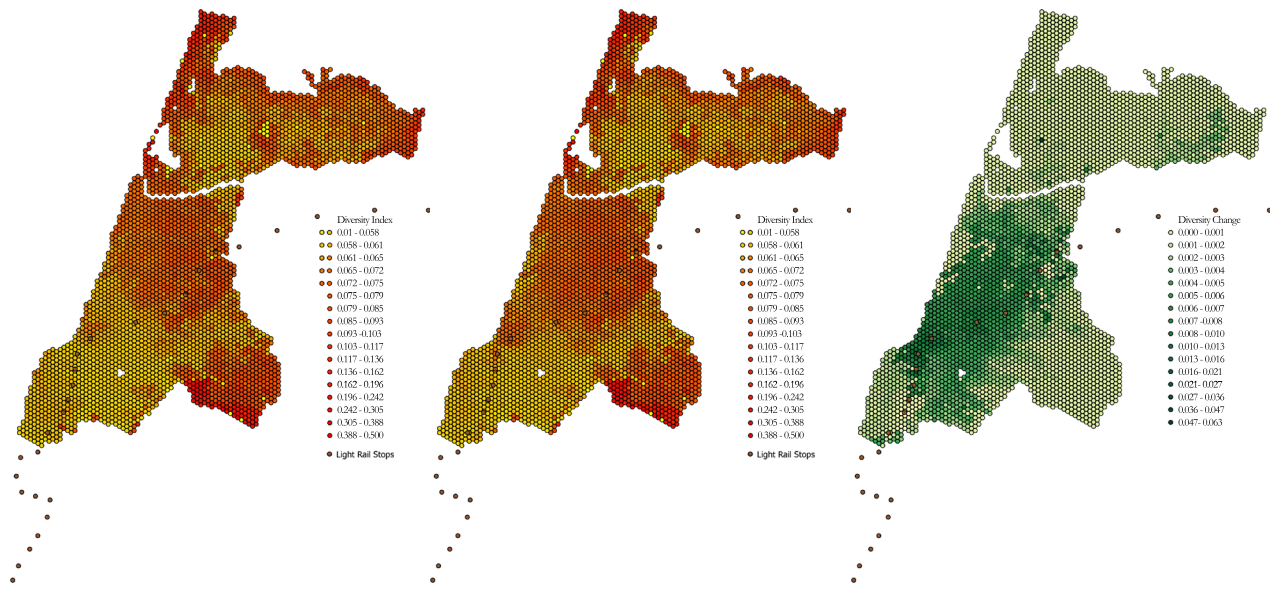 Diversity Index
0.01 - 0.058
0.058 - 0.061
0.061 - 0.065
0.065 - 0.072
0.072 - 0.075
0.075 - 0.079
0.079 - 0.085
0.085 - 0.093
0.093 -0.103
0.103 - 0.117
0.117 - 0.136
0.136 - 0.162
0.162 - 0.196
0.196 - 0.242
0.242 - 0.305
0.305 - 0.388
0.388 - 0.500
Light Rail Stops
Diversity Index
0.01 - 0.058
0.058 - 0.061
0.061 - 0.065
0.065 - 0.072
0.072 - 0.075
0.075 - 0.079
0.079 - 0.085
0.085 - 0.093
0.093 -0.103
0.103 - 0.117
0.117 - 0.136
0.136 - 0.162
0.162 - 0.196
0.196 - 0.242
0.242 - 0.305
0.305 - 0.388
0.388 - 0.500
Light Rail Stops
Diversity Change
0.000 - 0.001
0.001 - 0.002
0.002 - 0.003
0.003 - 0.004
0.004 - 0.005
0.005 - 0.006
0.006 - 0.007
0.007 -0.008
0.008 - 0.010
0.010 - 0.013
0.013 - 0.016
0.016 - 0.021
0.021- 0.027
0.027 - 0.036
0.036 - 0.047
0.047- 0.063